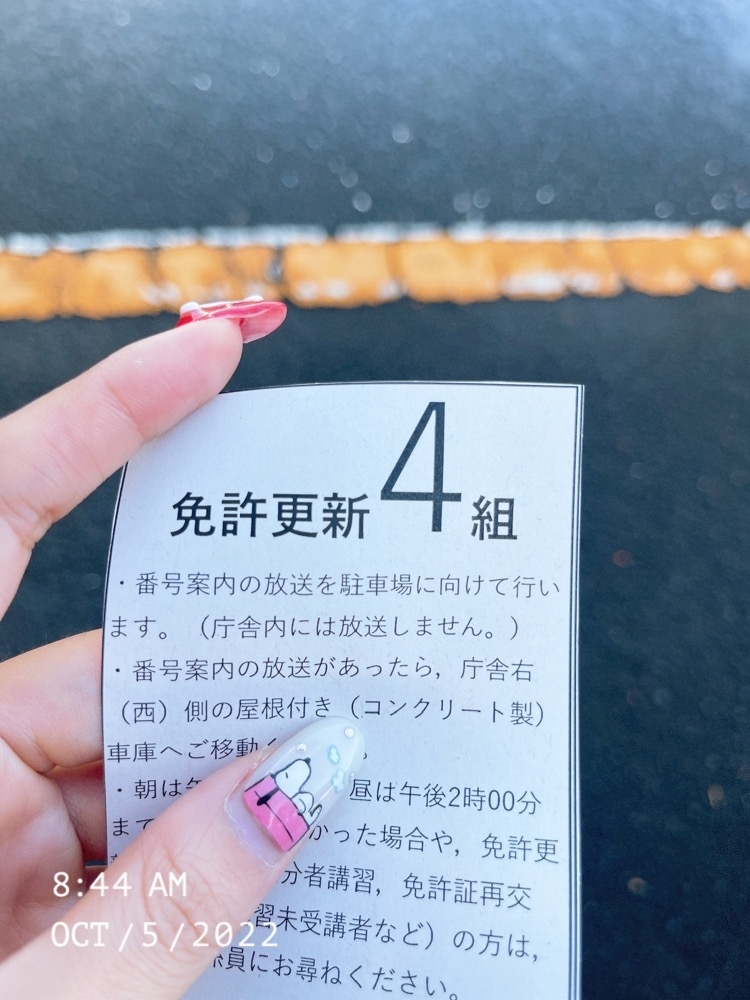 免許更新4組
・番号案内の放送を駐車場に向けて行い
ます。（庁舎内には放送しません。）
・番号案内の放送があったら，庁舎右
（西）側の屋根付き（コンクリート製）
車庫へご移動く 。
・朝は午 昼は午後2時00分
まで かった場合や，免許更
分者講習，免許証再交
習未受講者など）の方は，
係員にお尋ねください。
8:44 AM
OCT/5/2022